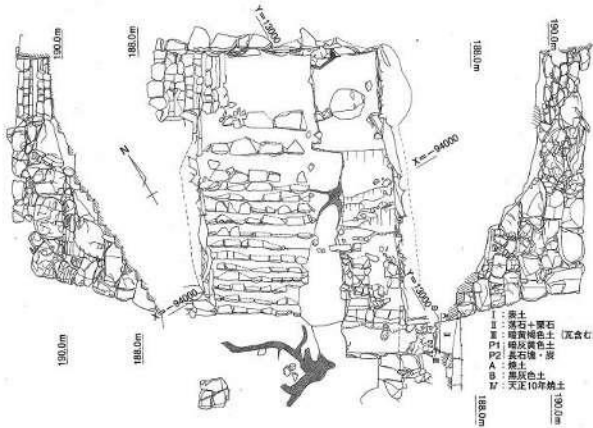 190.0m
188.0m
Y=13000
188.0m
190.0m
N
X=-94000
X=-94000
Y=13000
190.0m
188.0m
Ⅰ:表土
Ⅱ:落石+栗石
Ⅲ:暗黄褐色土(瓦含む
P1:暗灰黄色土
P2:長石塊・炭
A:焼土
B:黒灰色土
Ⅳ:天正10年焼土
188.0m
190.0m